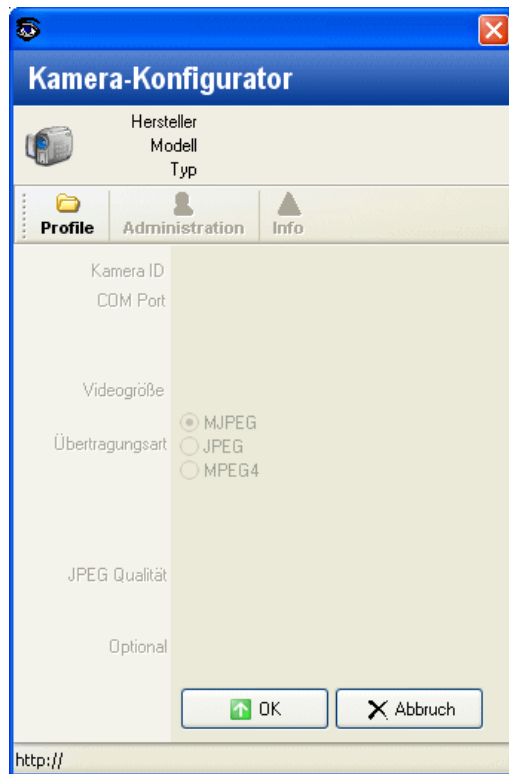 Kamera-Konfigurator
Hersteller
Modell
Typ
Profile Administration Info
Kamera ID
COM Port
Videogröße
MJPEG
Übertragungsart JPEG
MPEG4
JPEG Qualität
Optional
OK Abbruch
http://